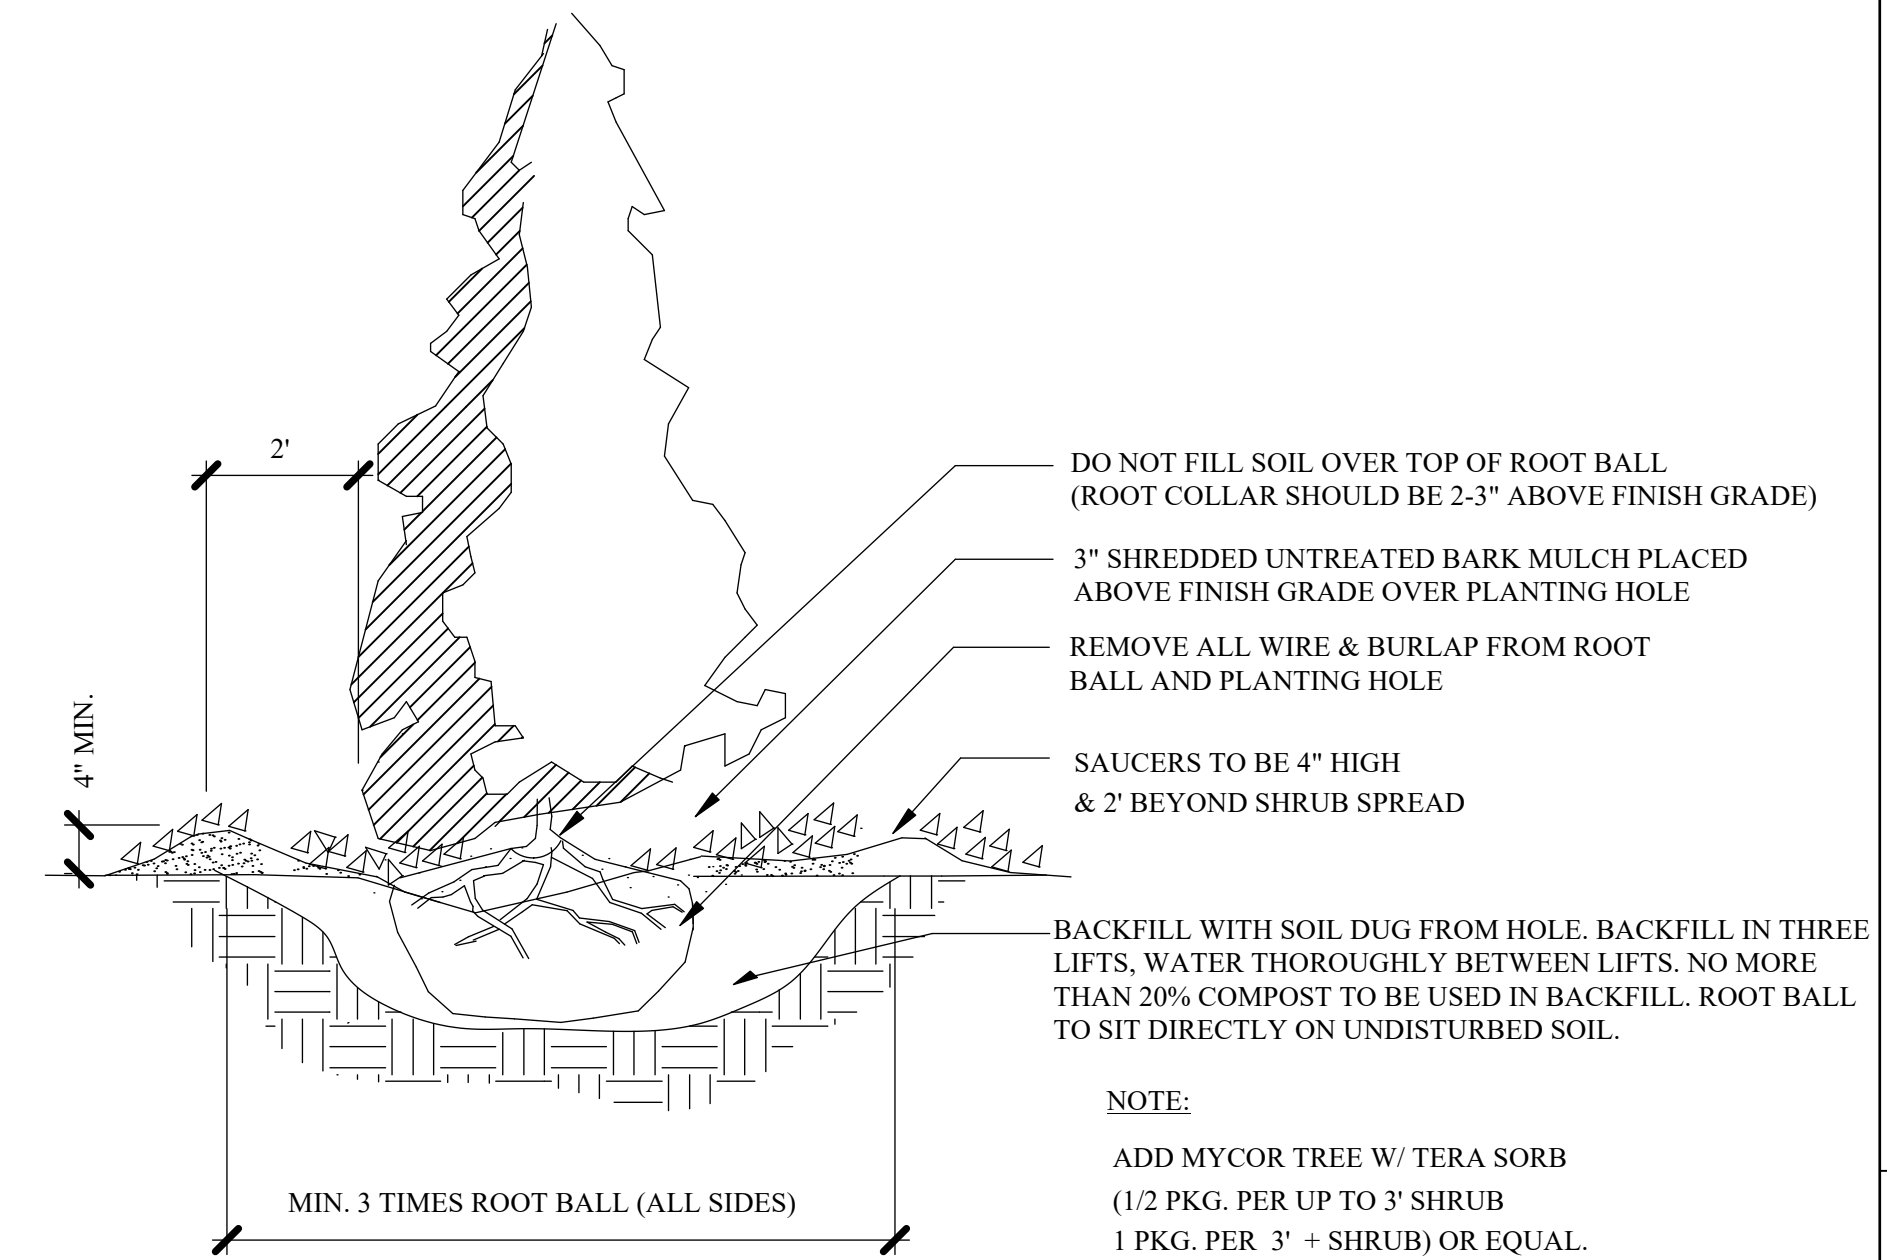 2'
4" MIN.
DO NOT FILL SOIL OVER TOP OF ROOT BALL
(ROOT COLLAR SHOULD BE 2-3" ABOVE FINISH GRADE)
3" SHREDDED UNTREATED BARK MULCH PLACED
ABOVE FINISH GRADE OVER PLANTING HOLE
REMOVE ALL WIRE & BURLAP FROM ROOT
BALL AND PLANTING HOLE
SAUCERS TO BE 4" HIGH
& 2' BEYOND SHRUB SPREAD
BACKFILL WITH SOIL DUG FROM HOLE. BACKFILL IN THREE
LIFTS, WATER THOROUGHLY BETWEEN LIFTS. NO MORE
THAN 20% COMPOST TO BE USED IN BACKFILL. ROOT BALL
TO SIT DIRECTLY ON UNDISTURBED SOIL.
MIN. 3 TIMES ROOT BALL (ALL SIDES)
NOTE:
ADD MYCOR TREE W/ TERA SORB
(1/2 PKG. PER UP TO 3' SHRUB
1 PKG. PER 3' + SHRUB) OR EQUAL.